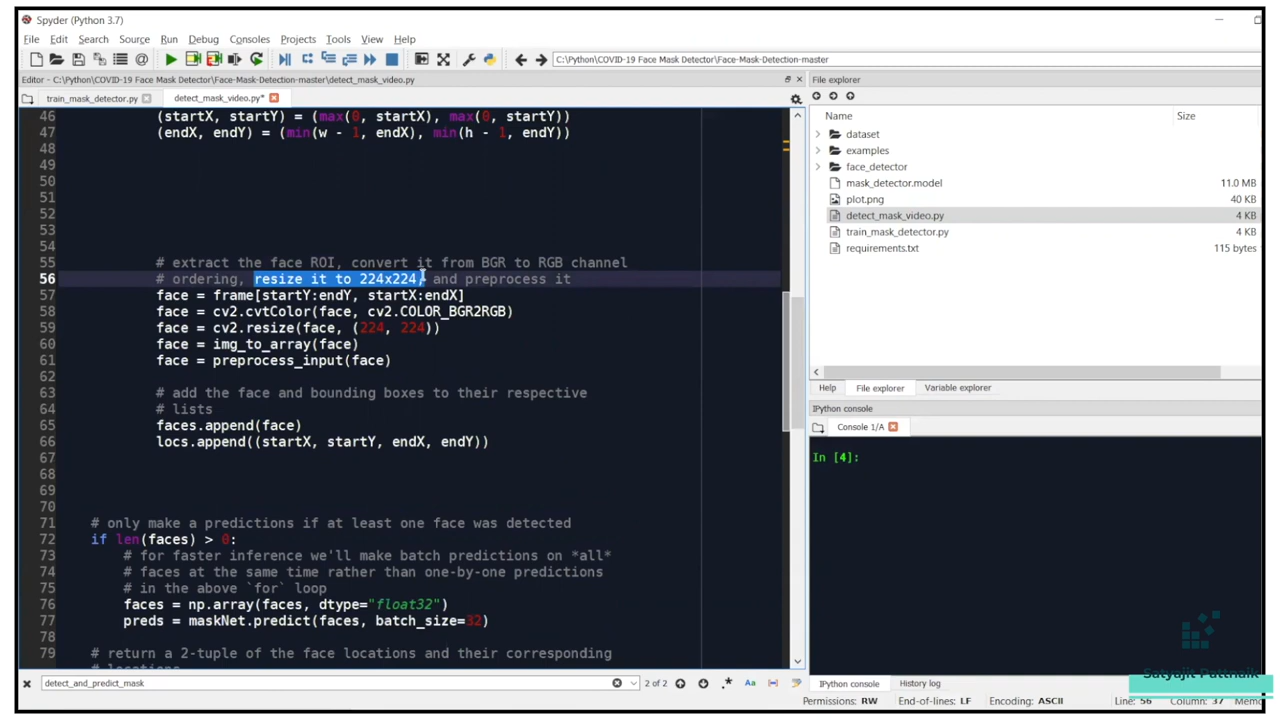 Spyder (Python 3.7)
File Edit Search Source Run Debug Consoles Projects Tools View Help
C:\Python\COVID-19 Face Mask Detector\Face-Mask-Detection-master
Editor - C:\Python\COVID-19 Face Mask Detector\Face-Mask-Detection-master\detect_mask_video.py
train_mask_detector.py detect_mask_video.py*
46 (startX, startY) = (max(0, startX), max(0, startY))
47 (endX, endY) = (min(w - 1, endX), min(h - 1, endY))
48
49
50
51
52
53
54
55 # extract the face ROI, convert it from BGR to RGB channel
56 # ordering, resize it to 224x224, and preprocess it
57 face = frame[startY:endY, startX:endX]
58 face = cv2.cvtColor(face, cv2.COLOR_BGR2RGB)
59 face = cv2.resize(face, (224, 224))
60 face = img_to_array(face)
61 face = preprocess_input(face)
62
63 # add the face and bounding boxes to their respective
64 # lists
65 faces.append(face)
66 locs.append((startX, startY, endX, endY))
67
68
69
70
71 # only make a predictions if at least one face was detected
72 if len(faces) > 0:
73 # for faster inference we'll make batch predictions on *all*
74 # faces at the same time rather than one-by-one predictions
75 # in the above `for` loop
76 faces = np.array(faces, dtype="float32")
77 preds = maskNet.predict(faces, batch_size=32)
78
79 # return a 2-tuple of the face locations and their corresponding
# locations
detect_and_predict_mask 2 of 2 .* Aa
File explorer
Name Size
dataset
examples
face_detector
mask_detector.model 11.0 MB
plot.png 40 KB
detect_mask_video.py 4 KB
train_mask_detector.py 4 KB
requirements.txt 115 bytes
Help File explorer Variable explorer
IPython console
Console 1/A
In [4]:
Satyajit Pattnaik
IPython console History log
Permissions: RW End-of-lines: LF Encoding: ASCII Line: 56 Column: 37